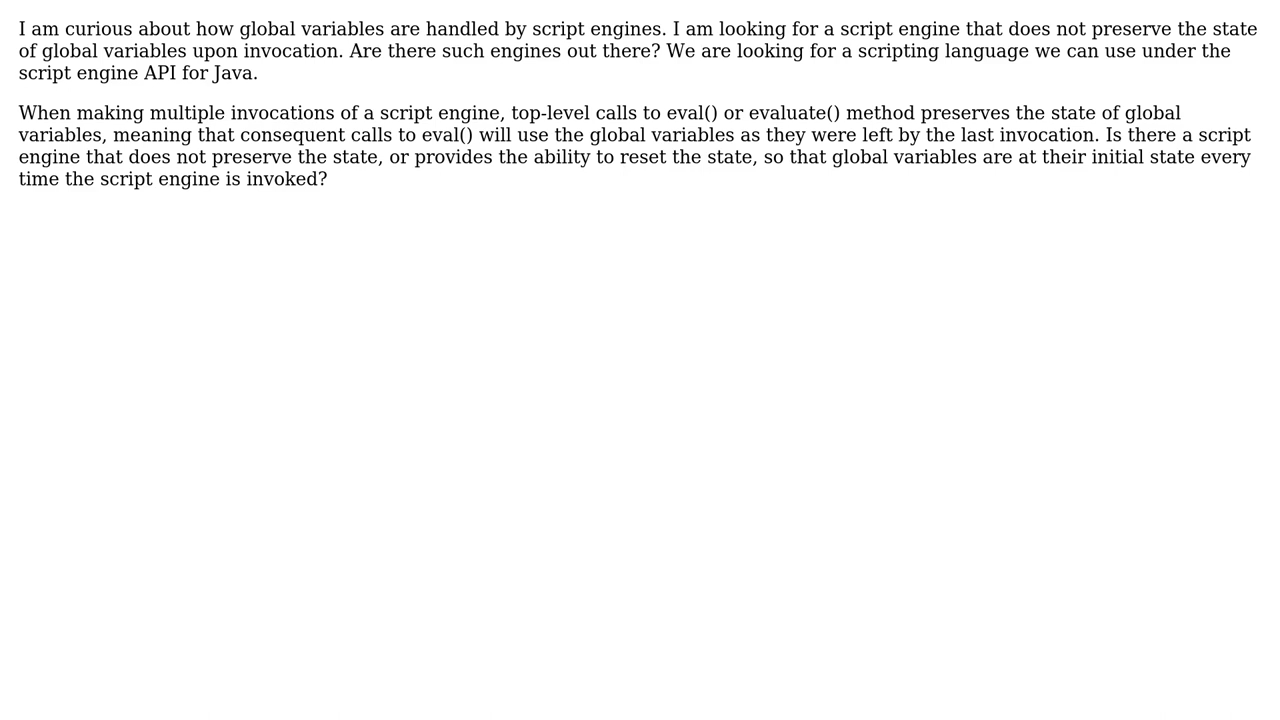 I am curious about how global variables are handled by script engines. I am looking for a script engine that does not preserve the state
of global variables upon invocation. Are there such engines out there? We are looking for a scripting language we can use under the
script engine API for Java.
When making multiple invocations of a script engine, top-level calls to eval() or evaluate() method preserves the state of global
variables, meaning that consequent calls to eval() will use the global variables as they were left by the last invocation. Is there a script
engine that does not preserve the state, or provides the ability to reset the state, so that global variables are at their initial state every
time the script engine is invoked?